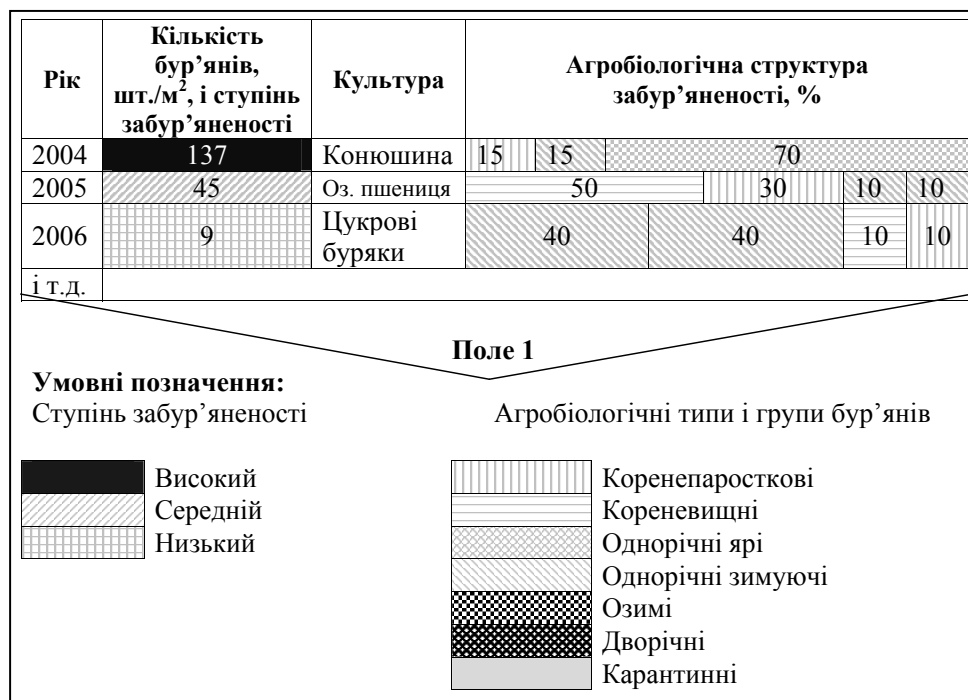 Рік
Кількість
бур’янів,
шт./м², і ступінь
забур’яненості
Культура
Агробіологічна структура
забур’яненості, %
2004
137
Конюшина
15
15
70
2005
45
Оз. пшениця
50
30
10
10
2006
9
Цукрові
буряки
40
40
10
10
і т.д.
Поле 1
Умовні позначення:
Ступінь забур’яненості
Агробіологічні типи і групи бур’янів
Високий
Середній
Низький
Коренепаросткові
Кореневищні
Однорічні ярі
Однорічні зимуючі
Озимі
Дворічні
Карантинні